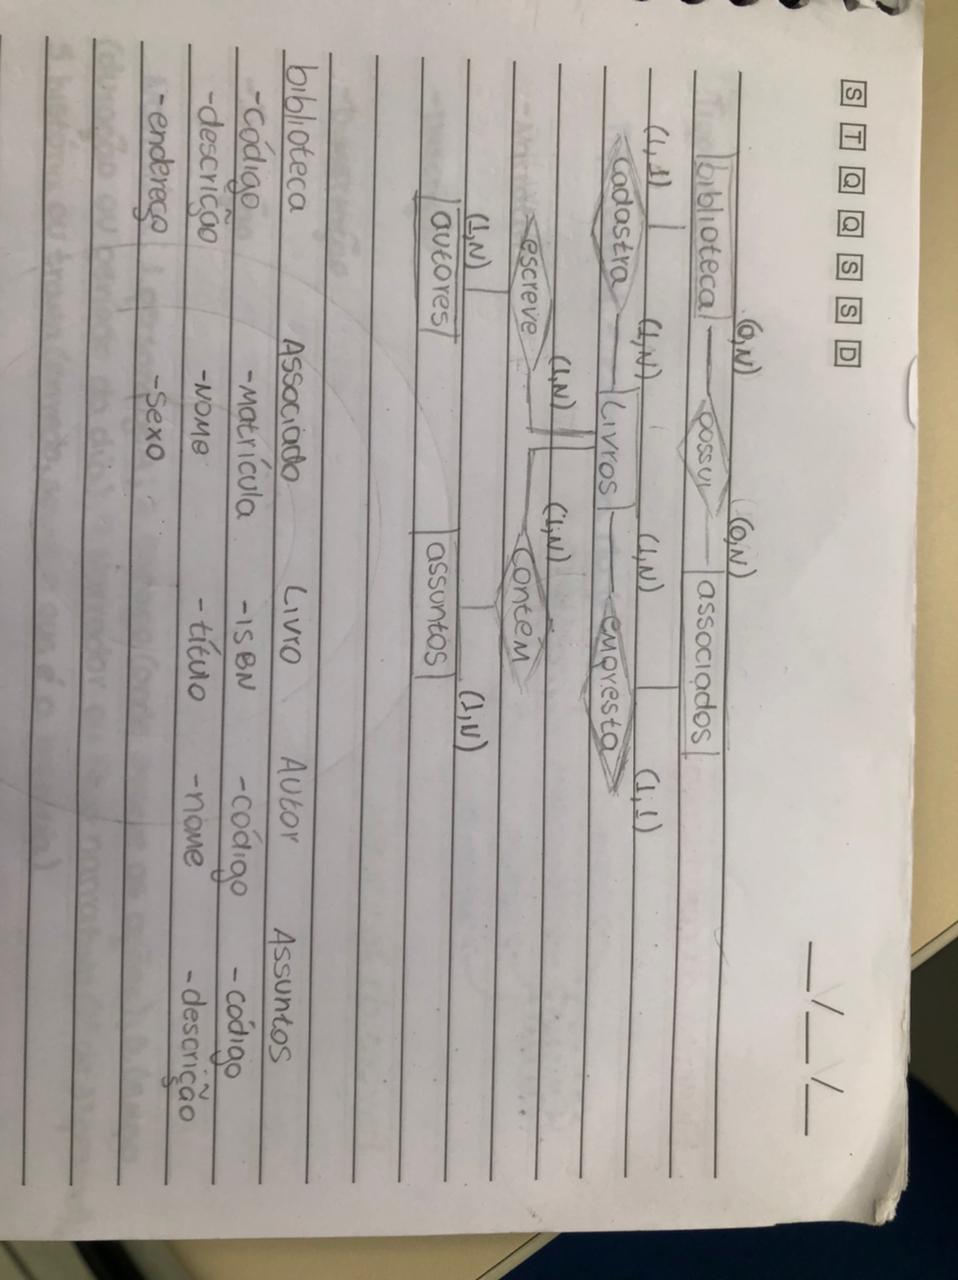 S T Q Q S S D
__/__/__
(0,N) (0,N)
biblioteca possui associados
(1,1) (1,N) (1,N) (1,1)
Cadastra Livros empresta
(1,N) (1,N)
escreve Contém
(1,N) (1,N)
autores assuntos
biblioteca Associado Livro Autor Assuntos
-Código -Matrícula -ISBN -código -código
-descrição -Nome -título -nome -descrição
-endereço -Sexo